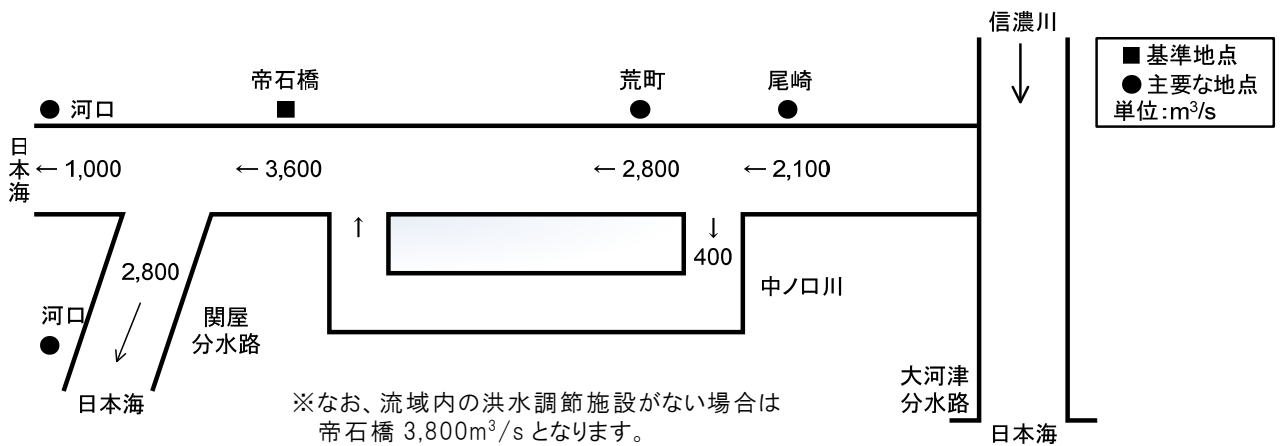 信濃川
↓
■基準地点
●主要な地点
単位:m³/s
帝石橋
■
荒町
●
尾崎
●
●河口
日本海
← 1,000
← 3,600
← 2,800
← 2,100
↑
↓
400
2,800
中ノ口川
河口
●
関屋
分水路
日本海
大河津
分水路
日本海
※なお、流域内の洪水調節施設がない場合は
帝石橋 3,800m³/s となります。